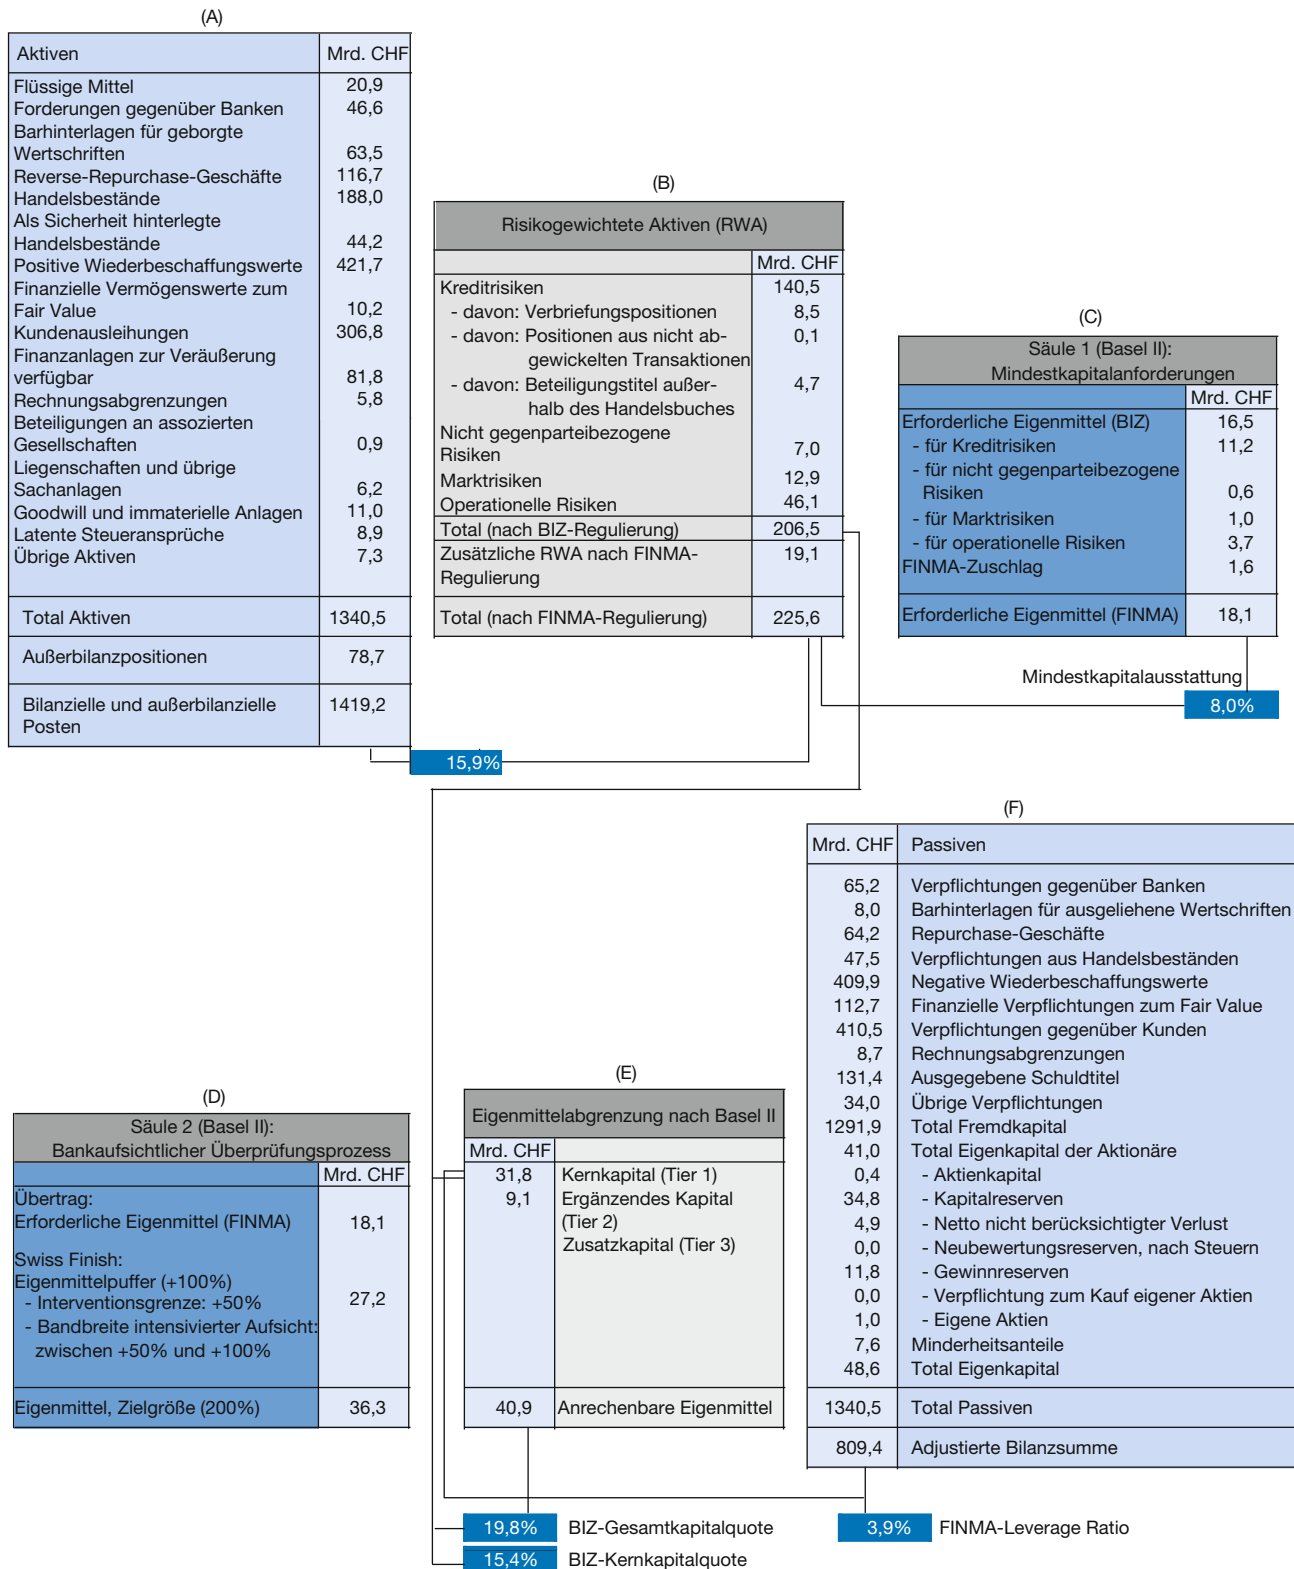 (A)
Aktiven Mrd. CHF
Flüssige Mittel 20,9
Forderungen gegenüber Banken 46,6
Barhinterlagen für geborgte
Wertschriften 63,5
Reverse-Repurchase-Geschäfte 116,7
Handelsbestände 188,0
Als Sicherheit hinterlegte
Handelsbestände 44,2
Positive Wiederbeschaffungswerte 421,7
Finanzielle Vermögenswerte zum
Fair Value 10,2
Kundenausleihungen 306,8
Finanzanlagen zur Veräußerung
verfügbar 81,8
Rechnungsabgrenzungen 5,8
Beteiligungen an assozierten
Gesellschaften 0,9
Liegenschaften und übrige
Sachanlagen 6,2
Goodwill und immaterielle Anlagen 11,0
Latente Steueransprüche 8,9
Übrige Aktiven 7,3
Total Aktiven 1340,5
Außerbilanzpositionen 78,7
Bilanzielle und außerbilanzielle 1419,2
Posten
15,9%
(B)
Risikogewichtete Aktiven (RWA)
Mrd. CHF
Kreditrisiken 140,5
- davon: Verbriefungspositionen 8,5
- davon: Positionen aus nicht ab- 0,1
gewickelten Transaktionen
- davon: Beteiligungstitel außer- 4,7
halb des Handelsbuches
Nicht gegenparteibezogene
Risiken 7,0
Marktrisiken 12,9
Operationelle Risiken 46,1
Total (nach BIZ-Regulierung) 206,5
Zusätzliche RWA nach FINMA- 19,1
Regulierung
Total (nach FINMA-Regulierung) 225,6
(C)
Säule 1 (Basel II):
Mindestkapitalanforderungen
Mrd. CHF
Erforderliche Eigenmittel (BIZ) 16,5
- für Kreditrisiken 11,2
- für nicht gegenparteibezogene
Risiken 0,6
- für Marktrisiken 1,0
- für operationelle Risiken 3,7
FINMA-Zuschlag 1,6
Erforderliche Eigenmittel (FINMA) 18,1
Mindestkapitalausstattung
8,0%
(D)
Säule 2 (Basel II):
Bankaufsichtlicher Überprüfungsprozess
Mrd. CHF
Übertrag:
Erforderliche Eigenmittel (FINMA) 18,1
Swiss Finish:
Eigenmittelpuffer (+100%)
- Interventionsgrenze: +50% 27,2
- Bandbreite intensivierter Aufsicht:
zwischen +50% und +100%
Eigenmittel, Zielgröße (200%) 36,3
(E)
Eigenmittelabgrenzung nach Basel II
Mrd. CHF
31,8 Kernkapital (Tier 1)
9,1 Ergänzendes Kapital
(Tier 2)
Zusatzkapital (Tier 3)
40,9 Anrechenbare Eigenmittel
19,8% BIZ-Gesamtkapitalquote
15,4% BIZ-Kernkapitalquote
(F)
Mrd. CHF Passiven
65,2 Verpflichtungen gegenüber Banken
8,0 Barhinterlagen für ausgeliehene Wertschriften
64,2 Repurchase-Geschäfte
47,5 Verpflichtungen aus Handelsbeständen
409,9 Negative Wiederbeschaffungswerte
112,7 Finanzielle Verpflichtungen zum Fair Value
410,5 Verpflichtungen gegenüber Kunden
8,7 Rechnungsabgrenzungen
131,4 Ausgegebene Schuldtitel
34,0 Übrige Verpflichtungen
1291,9 Total Fremdkapital
41,0 Total Eigenkapital der Aktionäre
0,4 - Aktienkapital
34,8 - Kapitalreserven
4,9 - Netto nicht berücksichtigter Verlust
0,0 - Neubewertungsreserven, nach Steuern
11,8 - Gewinnreserven
0,0 - Verpflichtung zum Kauf eigener Aktien
1,0 - Eigene Aktien
7,6 Minderheitsanteile
48,6 Total Eigenkapital
1340,5 Total Passiven
809,4 Adjustierte Bilanzsumme
3,9% FINMA-Leverage Ratio